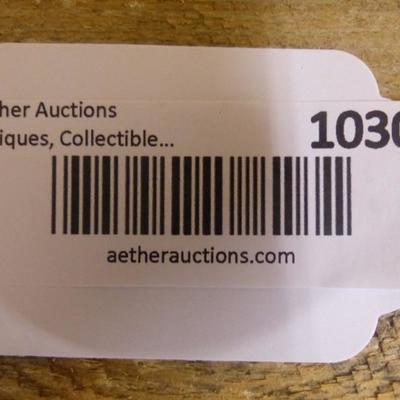 her Auctions
iques, Collectible...
1030
aetherauctions.com